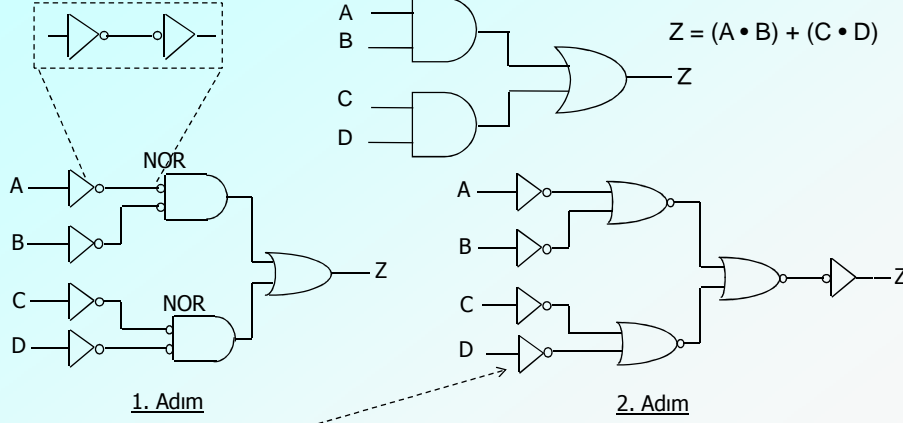 A
B
Z = (A • B) + (C • D)
Z
C
D
NOR
A
B
C
NOR
D
Z
1. Adım
A
B
C
D
Z
2. Adım